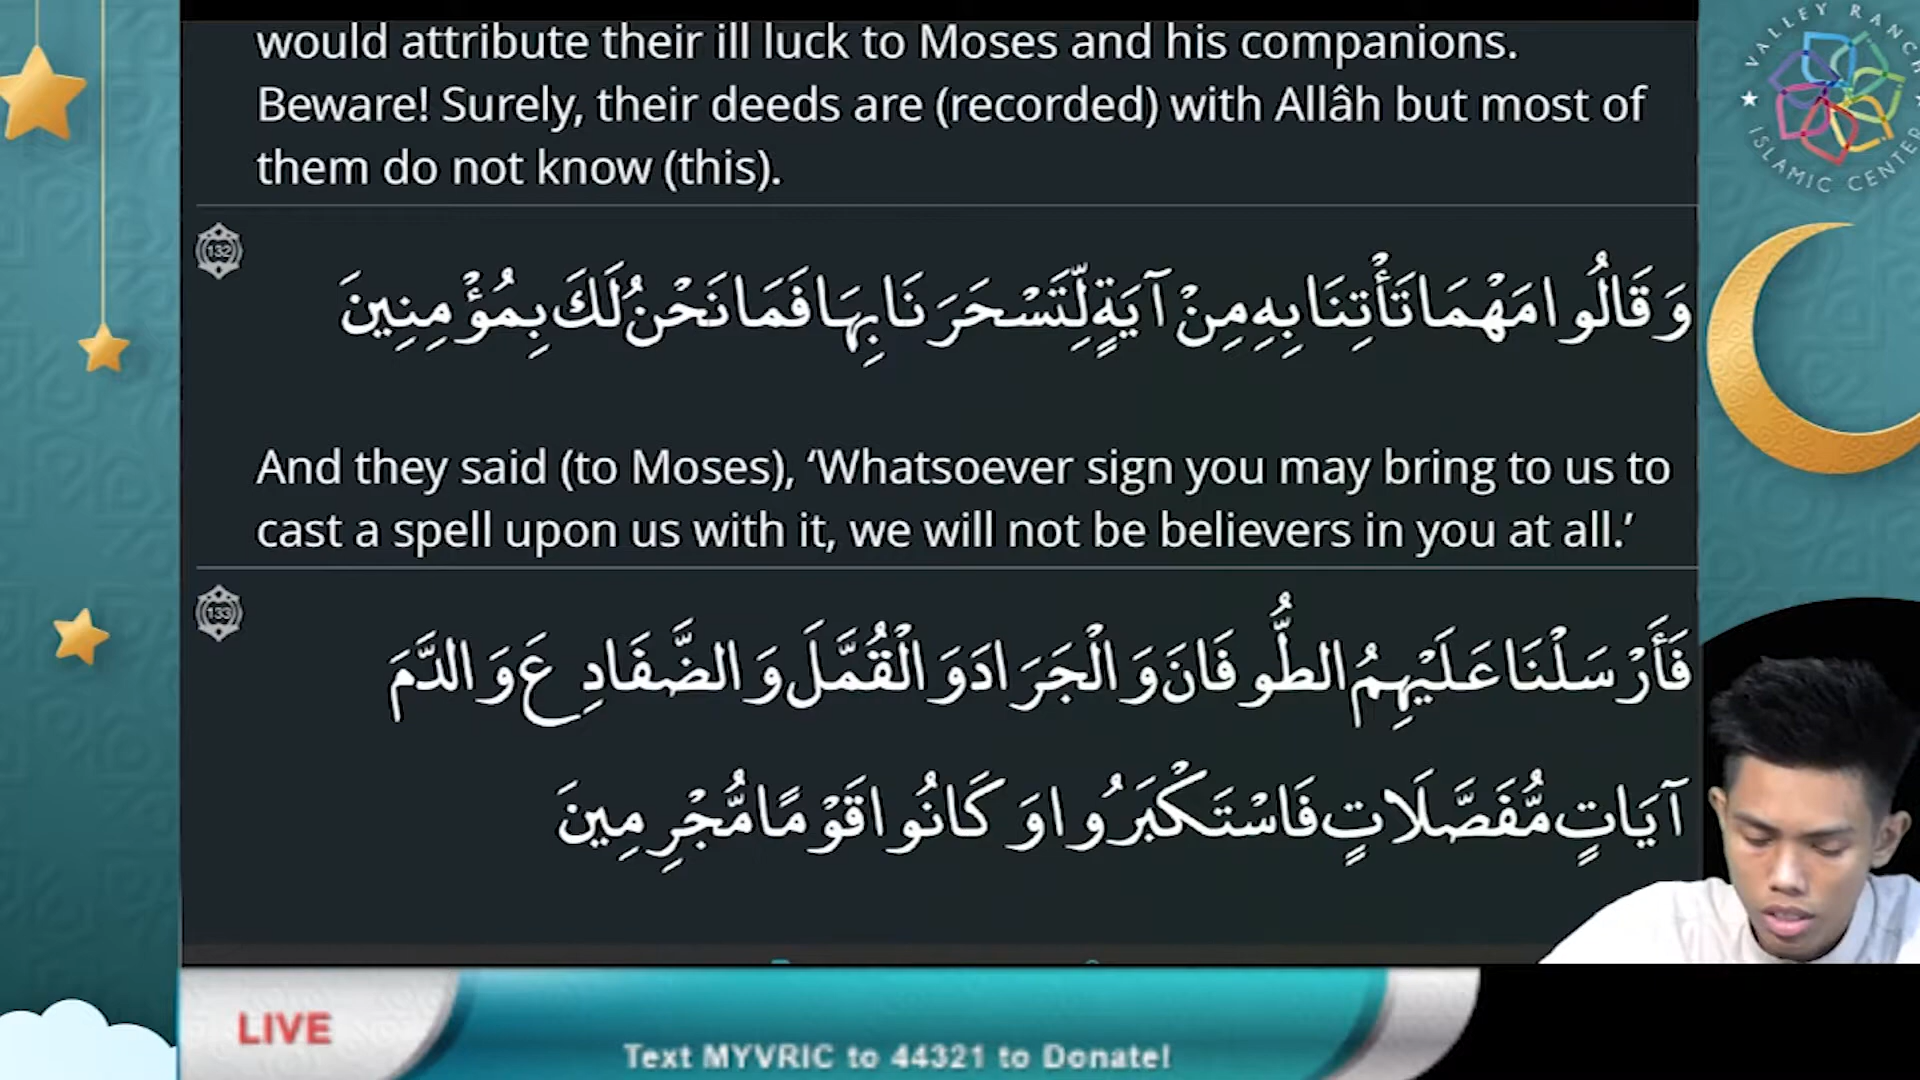 would attribute their ill luck to Moses and his companions.
Beware! Surely, their deeds are (recorded) with Allâh but most of
them do not know (this).
132
وَقَالُوا مَهْمَا تَأْتِنَا بِهِ مِنْ آيَةٍ لِّتَسْحَرَنَا بِهَا فَمَا نَحْنُ لَكَ بِمُؤْمِنِينَ
And they said (to Moses), ‘Whatsoever sign you may bring to us to
cast a spell upon us with it, we will not be believers in you at all.’
133
فَأَرْسَلْنَا عَلَيْهِمُ الطُّوفَانَ وَالْجَرَادَ وَالْقُمَّلَ وَالضَّفَادِعَ وَالدَّمَ
آيَاتٍ مُّفَصَّلَاتٍ فَاسْتَكْبَرُوا وَكَانُوا قَوْمًا مُّجْرِمِينَ
VALLEY RANCH
ISLAMIC CENTER
LIVE
Text MYVRIC to 44321 to Donate!